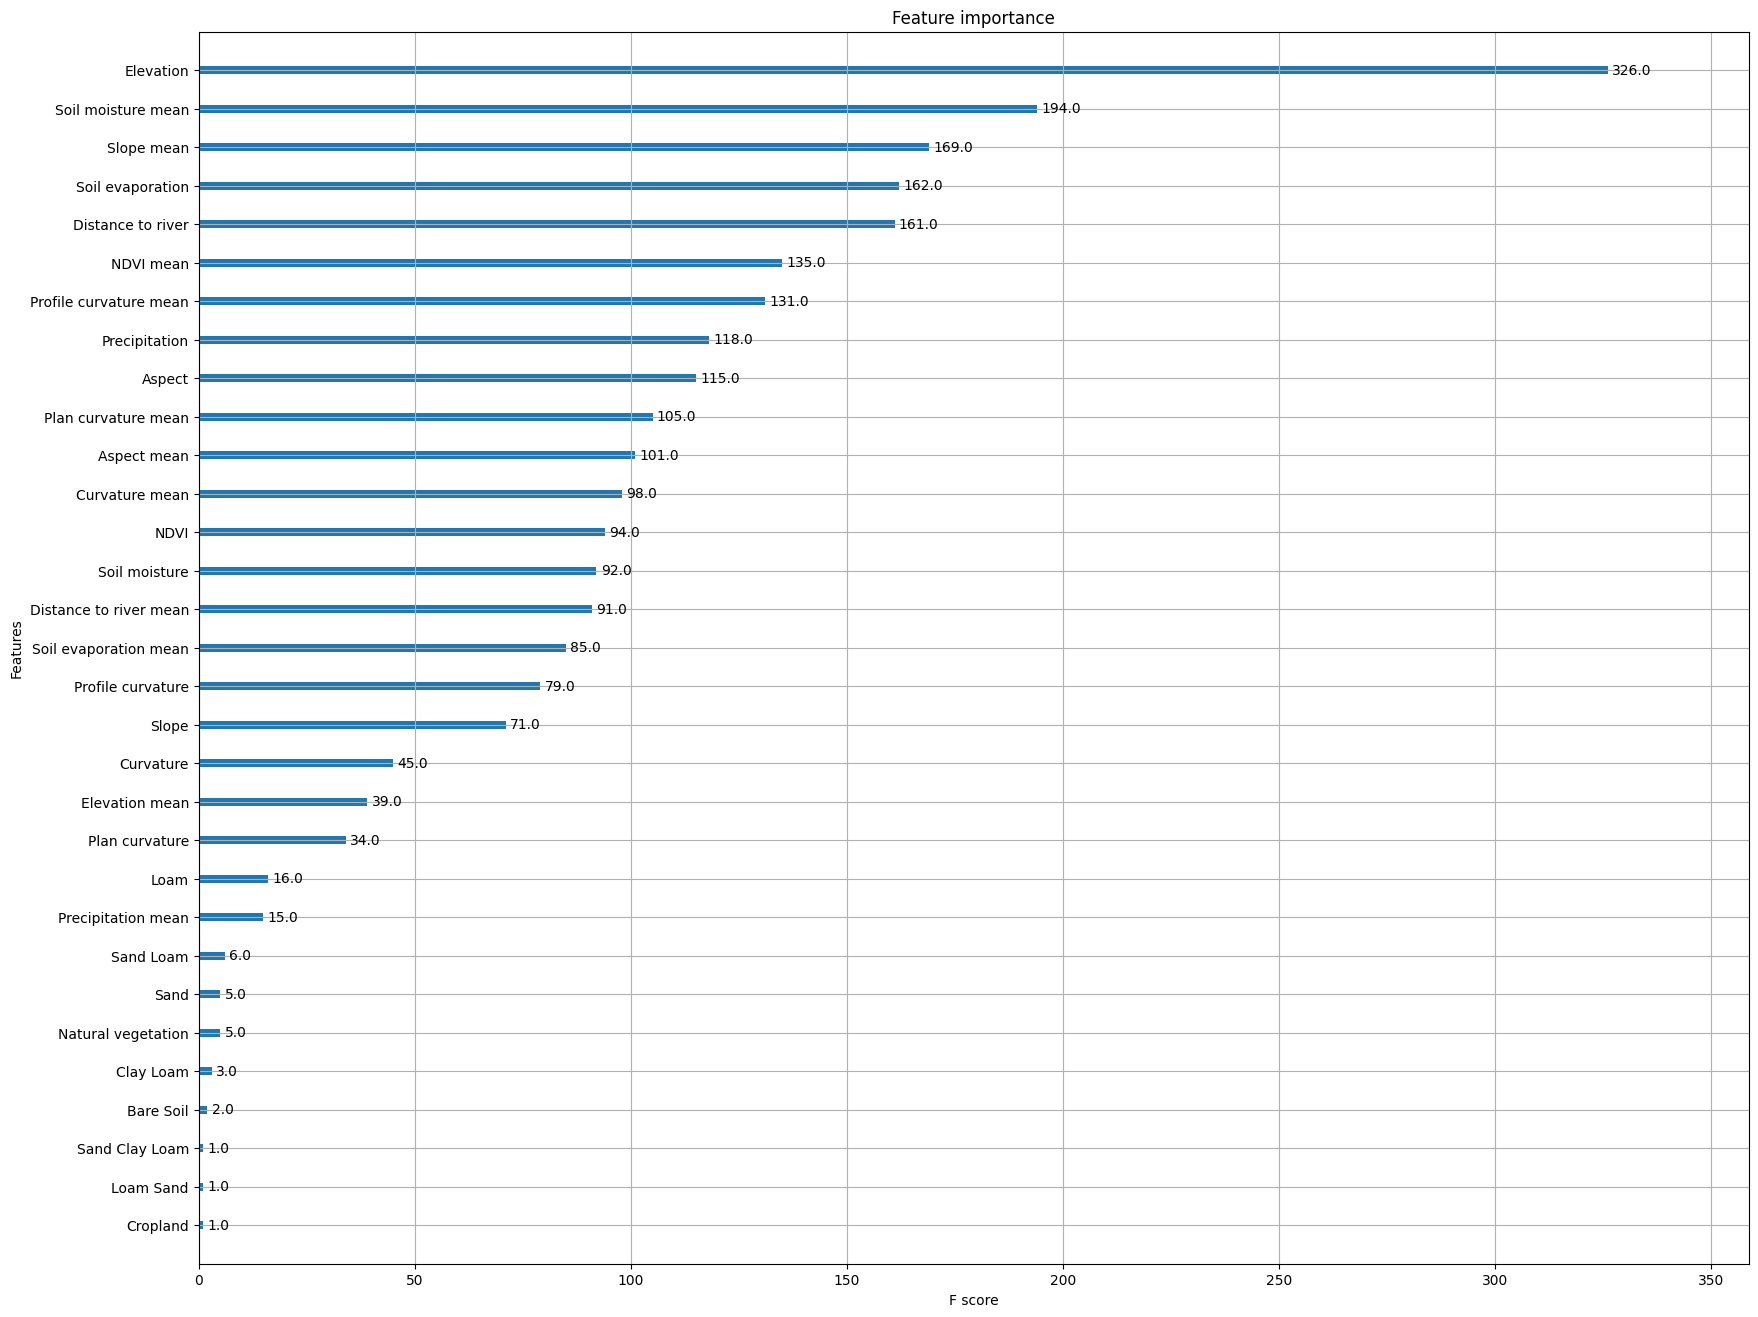 Feature importance
Elevation 326.0
Soil moisture mean 194.0
Slope mean 169.0
Soil evaporation 162.0
Distance to river 161.0
NDVI mean 135.0
Profile curvature mean 131.0
Precipitation 118.0
Aspect 115.0
Plan curvature mean 105.0
Aspect mean 101.0
Curvature mean 98.0
NDVI 94.0
Soil moisture 92.0
Distance to river mean 91.0
Soil evaporation mean 85.0
Profile curvature 79.0
Slope 71.0
Curvature 45.0
Elevation mean 39.0
Plan curvature 34.0
Loam 16.0
Precipitation mean 15.0
Sand Loam 6.0
Sand 5.0
Natural vegetation 5.0
Clay Loam 3.0
Bare Soil 2.0
Sand Clay Loam 1.0
Loam Sand 1.0
Cropland 1.0
Features
0 50 100 150 200 250 300 350
F score